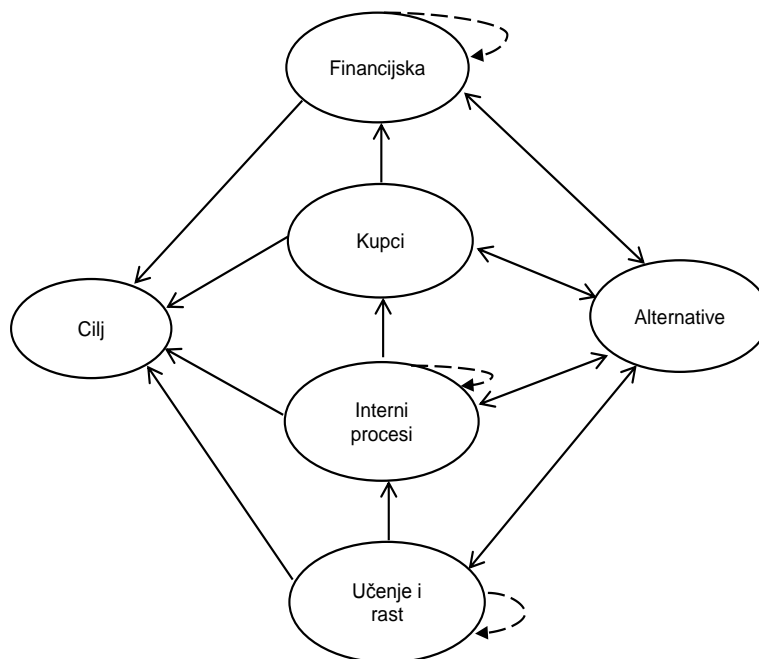 Financijska
Kupci
Cilj
Alternative
Interni
procesi
Učenje i
rast